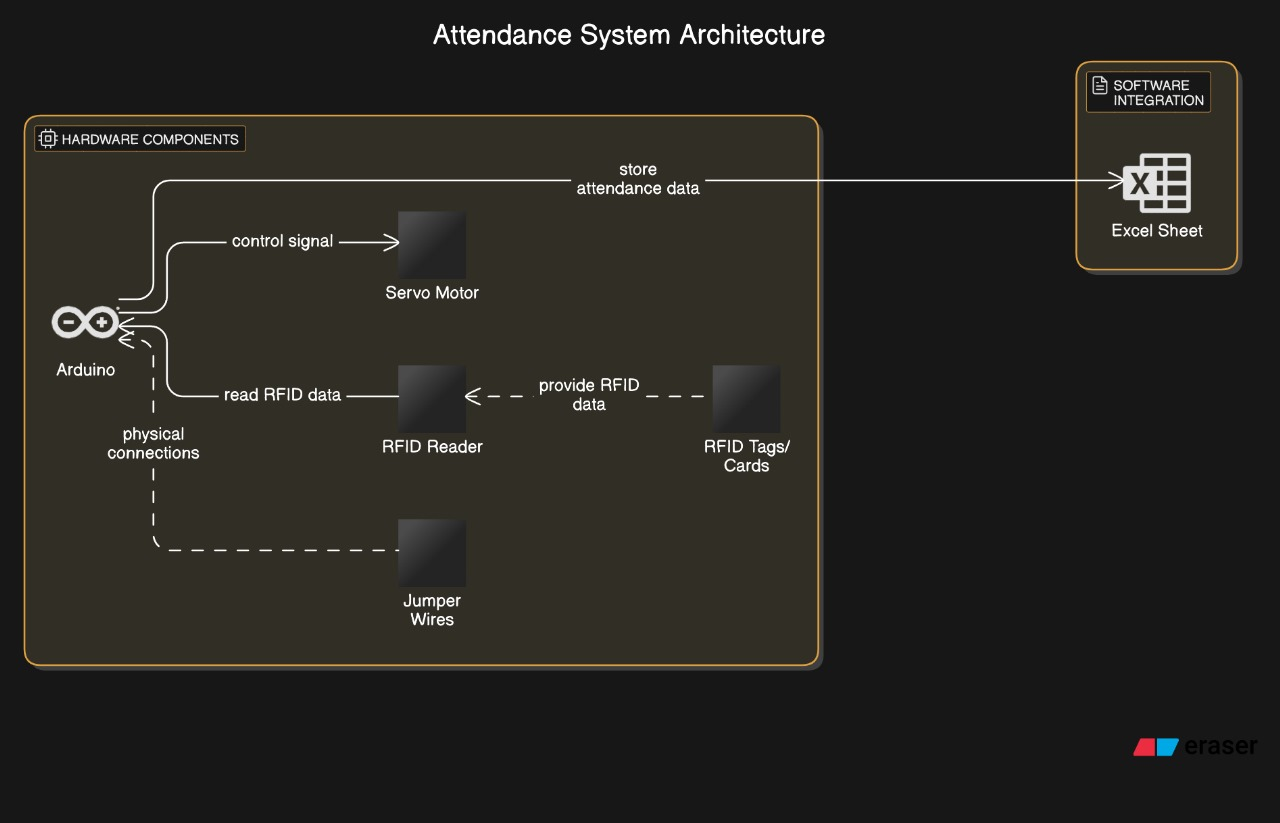 Attendance System Architecture
SOFTWARE
INTEGRATION
HARDWARE COMPONENTS
store
attendance data
Excel Sheet
control signal
Servo Motor
Arduino
read RFID data
provide RFID
data
physical
connections
RFID Reader
RFID Tags/
Cards
Jumper
Wires
eraser